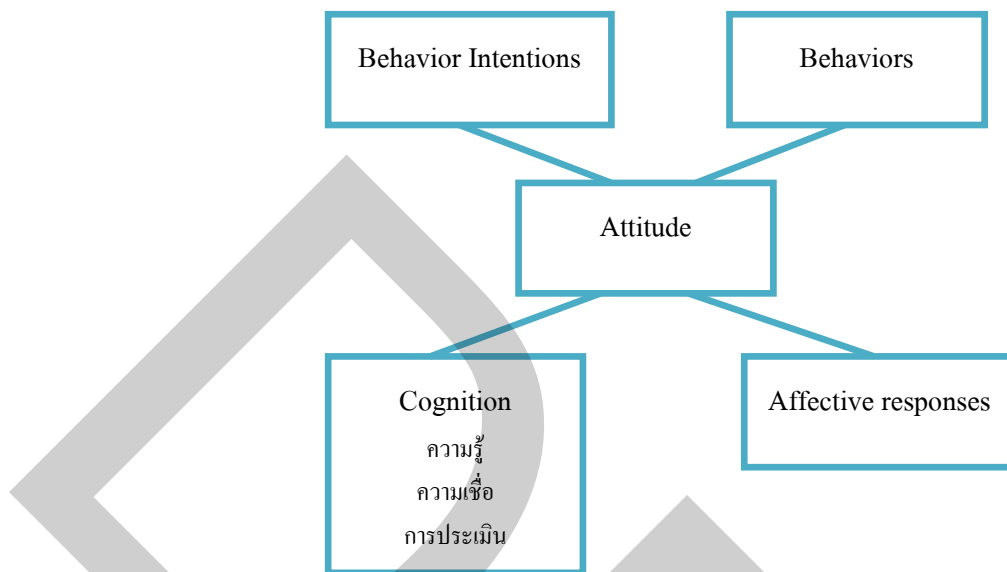 Behavior Intentions
Behaviors
Attitude
Cognition
ความรู้
ความเชื่อ
การประเมิน
Affective responses